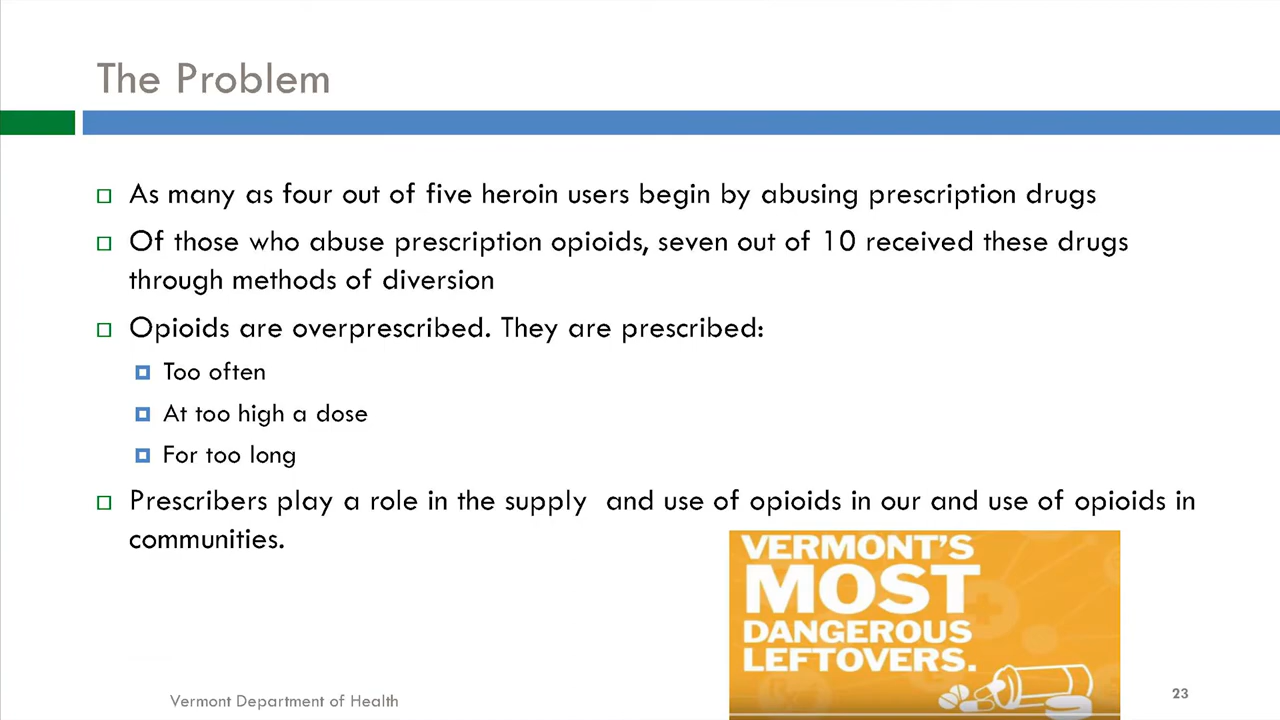 The Problem
As many as four out of five heroin users begin by abusing prescription drugs
Of those who abuse prescription opioids, seven out of 10 received these drugs
through methods of diversion
Opioids are overprescribed. They are prescribed:
Too often
At too high a dose
For too long
Prescribers play a role in the supply  and use of opioids in our and use of opioids in
communities.
VERMONT'S
MOST
DANGEROUS
LEFTOVERS.
Vermont Department of Health
23